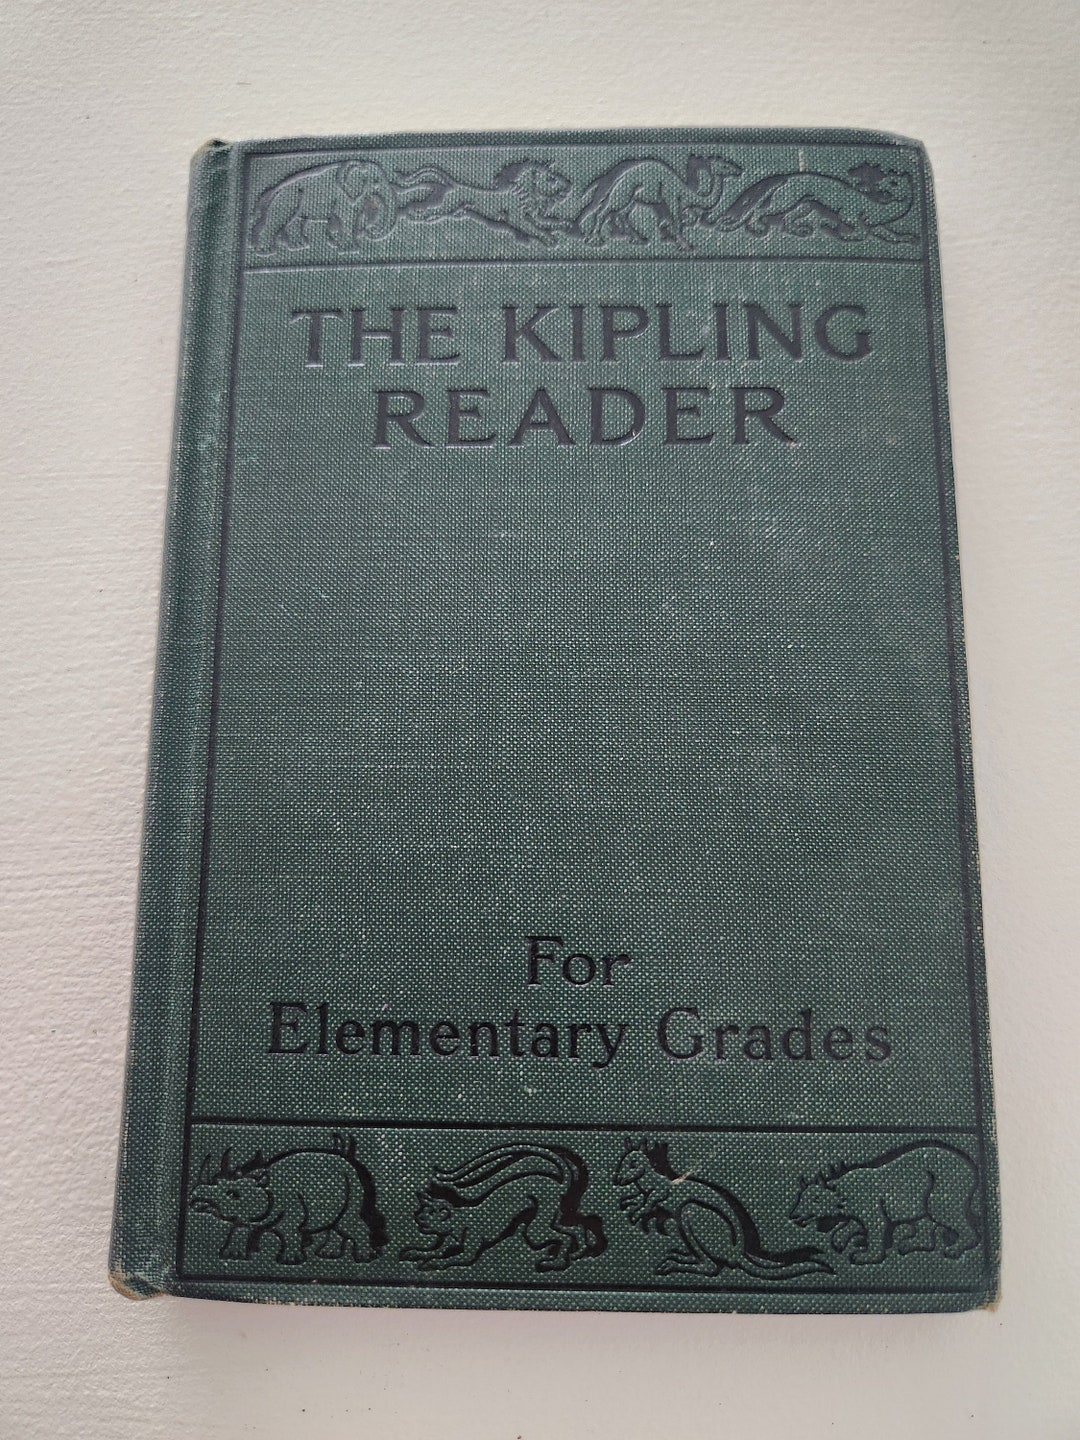 THE KIPLING
READER
For
Elementary Grades